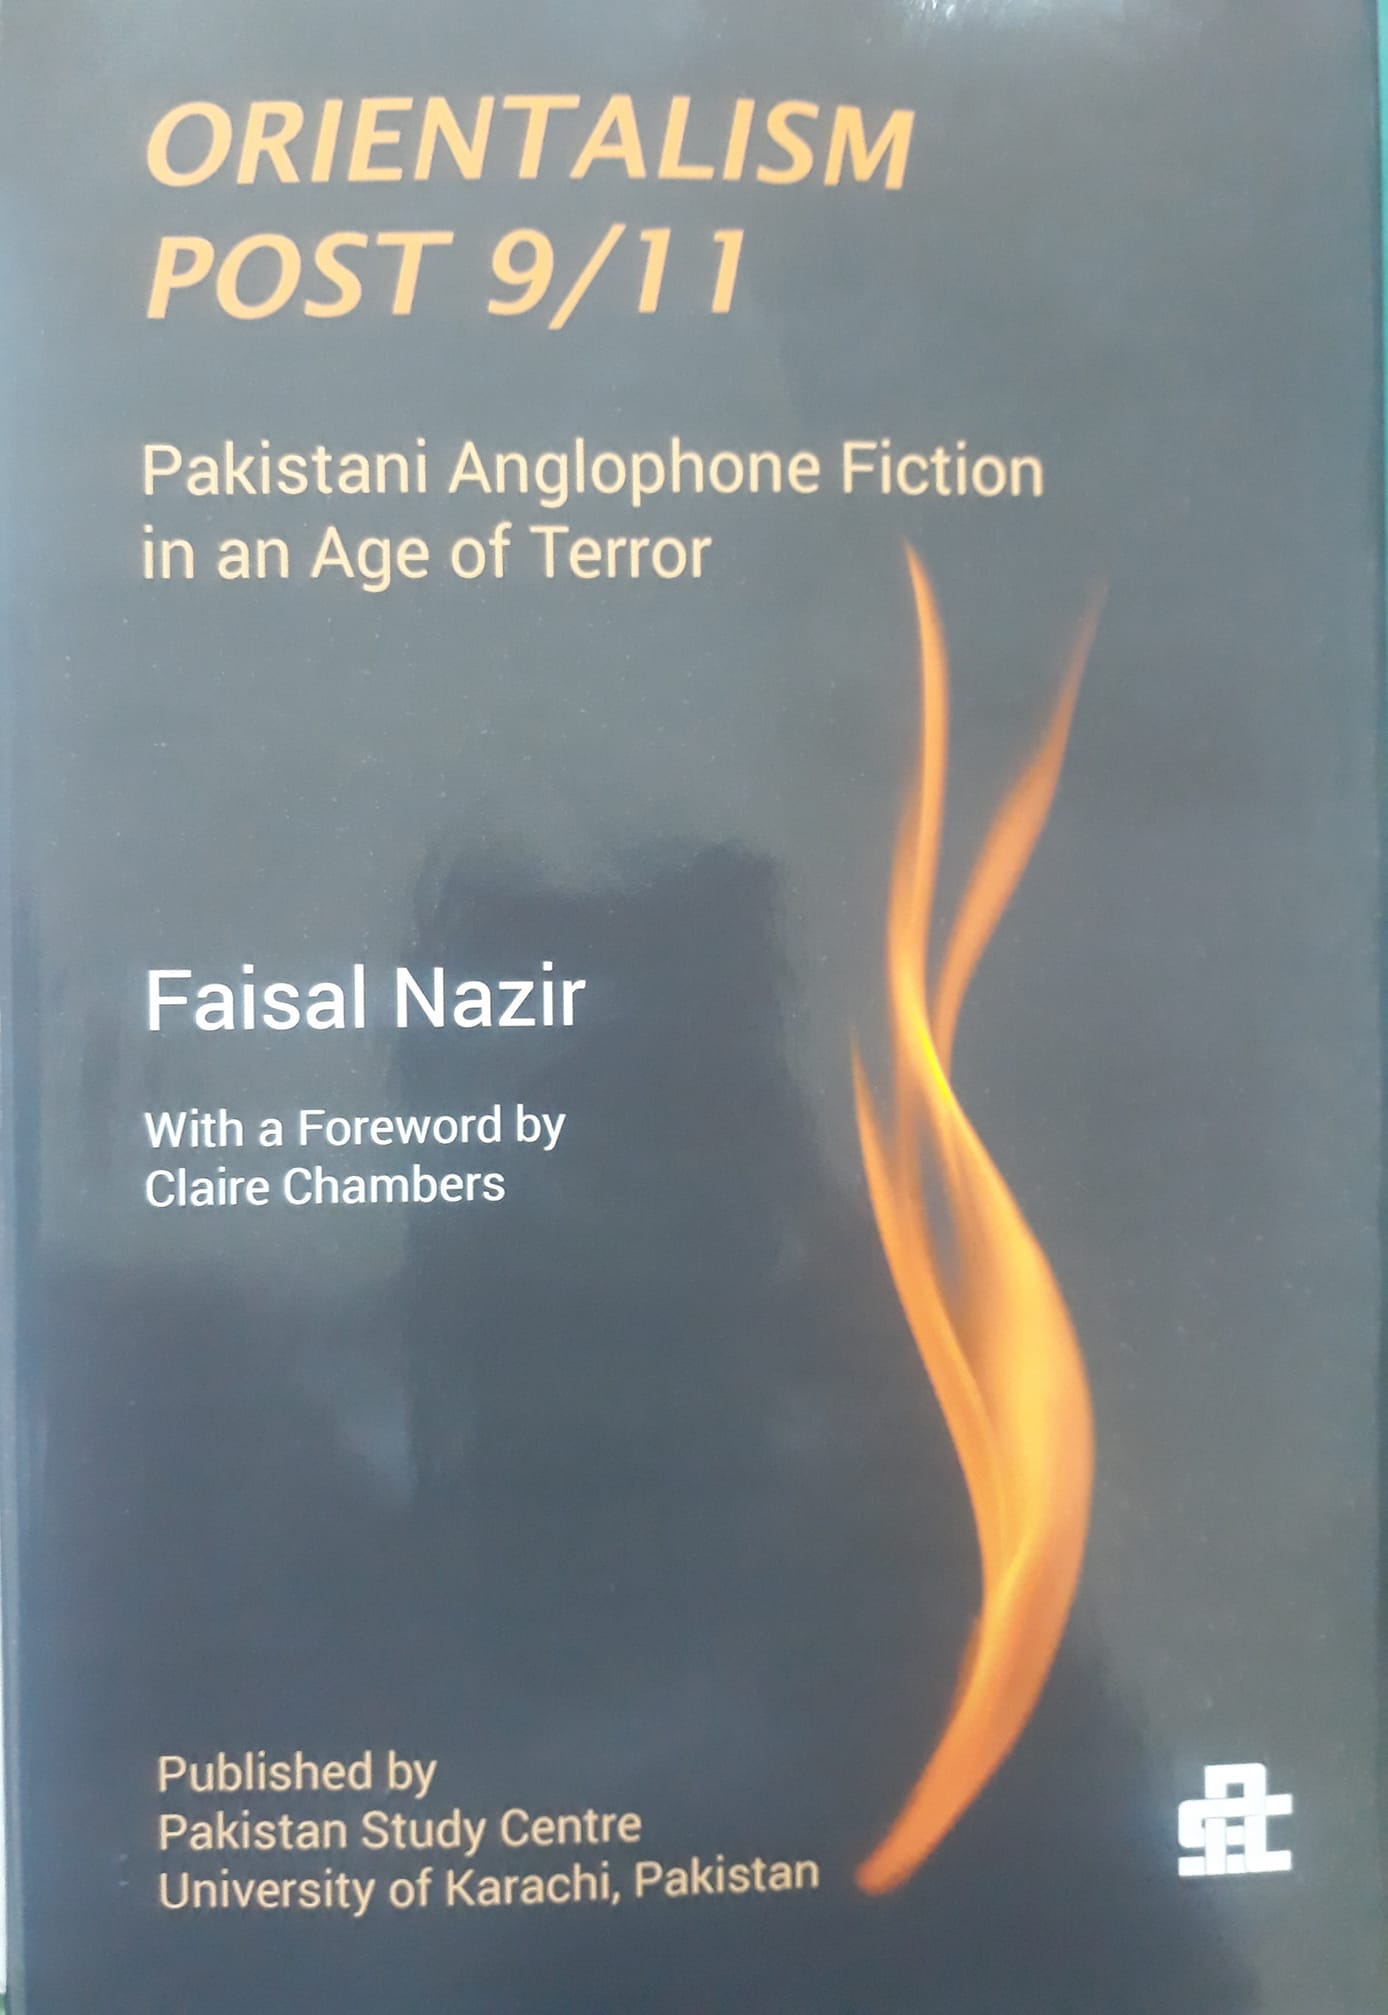 ORIENTALISM
POST 9/11
Pakistani Anglophone Fiction
in an Age of Terror
Faisal Nazir
With a Foreword by
Claire Chambers
Published by
Pakistan Study Centre
University of Karachi, Pakistan